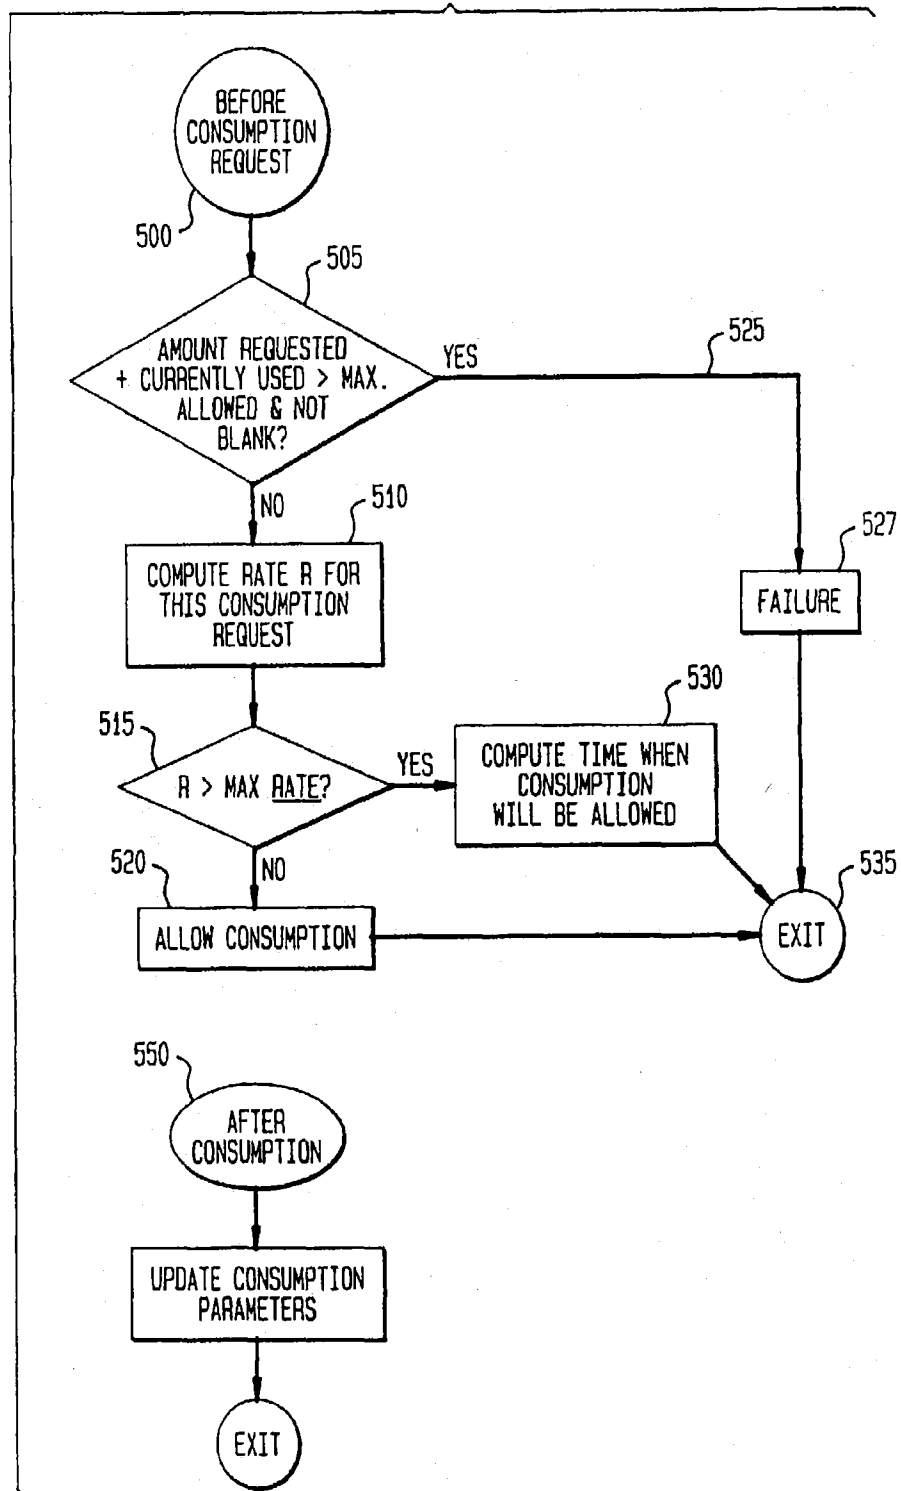 BEFORE
CONSUMPTION
REQUEST
500
505
AMOUNT REQUESTED
+ CURRENTLY USED > MAX.
ALLOWED & NOT
BLANK?
YES
525
NO
510
COMPUTE RATE R FOR
THIS CONSUMPTION
REQUEST
527
FAILURE
515
R > MAX RATE?
YES
530
COMPUTE TIME WHEN
CONSUMPTION
WILL BE ALLOWED
NO
520
ALLOW CONSUMPTION
535
EXIT
550
AFTER
CONSUMPTION
UPDATE CONSUMPTION
PARAMETERS
EXIT